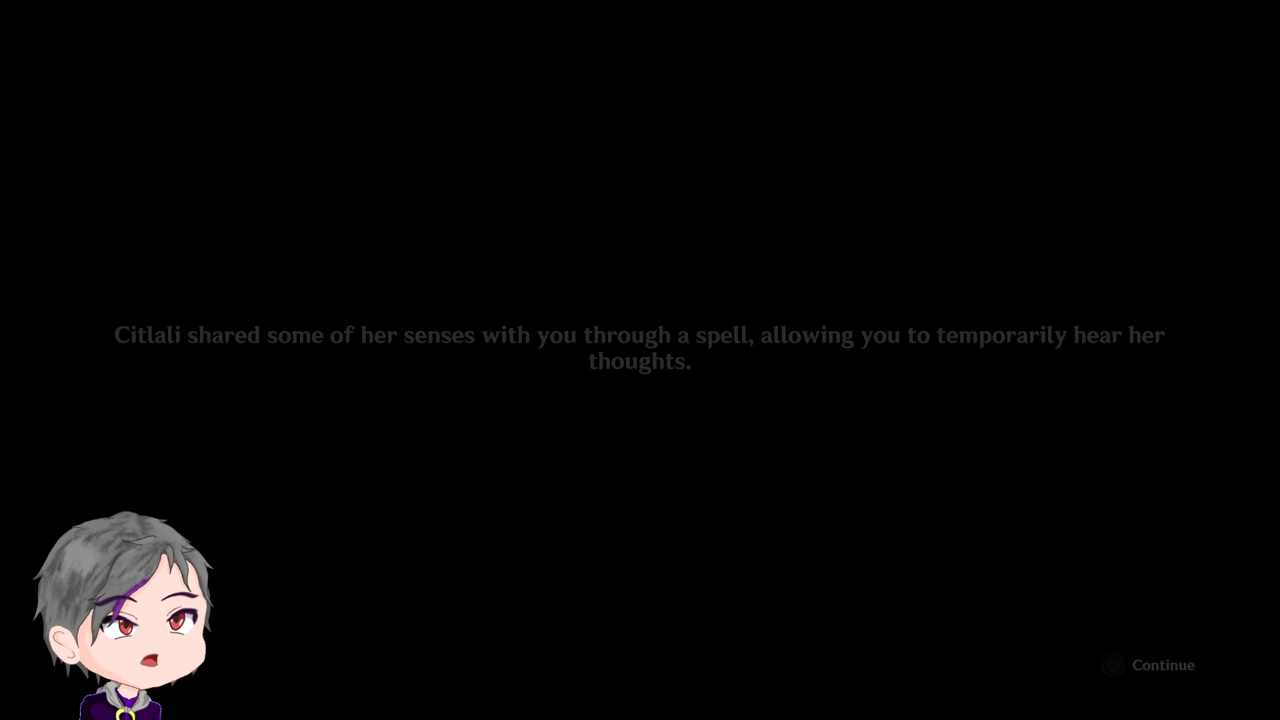 Citlali shared some of her senses with you through a spell, allowing you to temporarily hear her
thoughts.
Continue